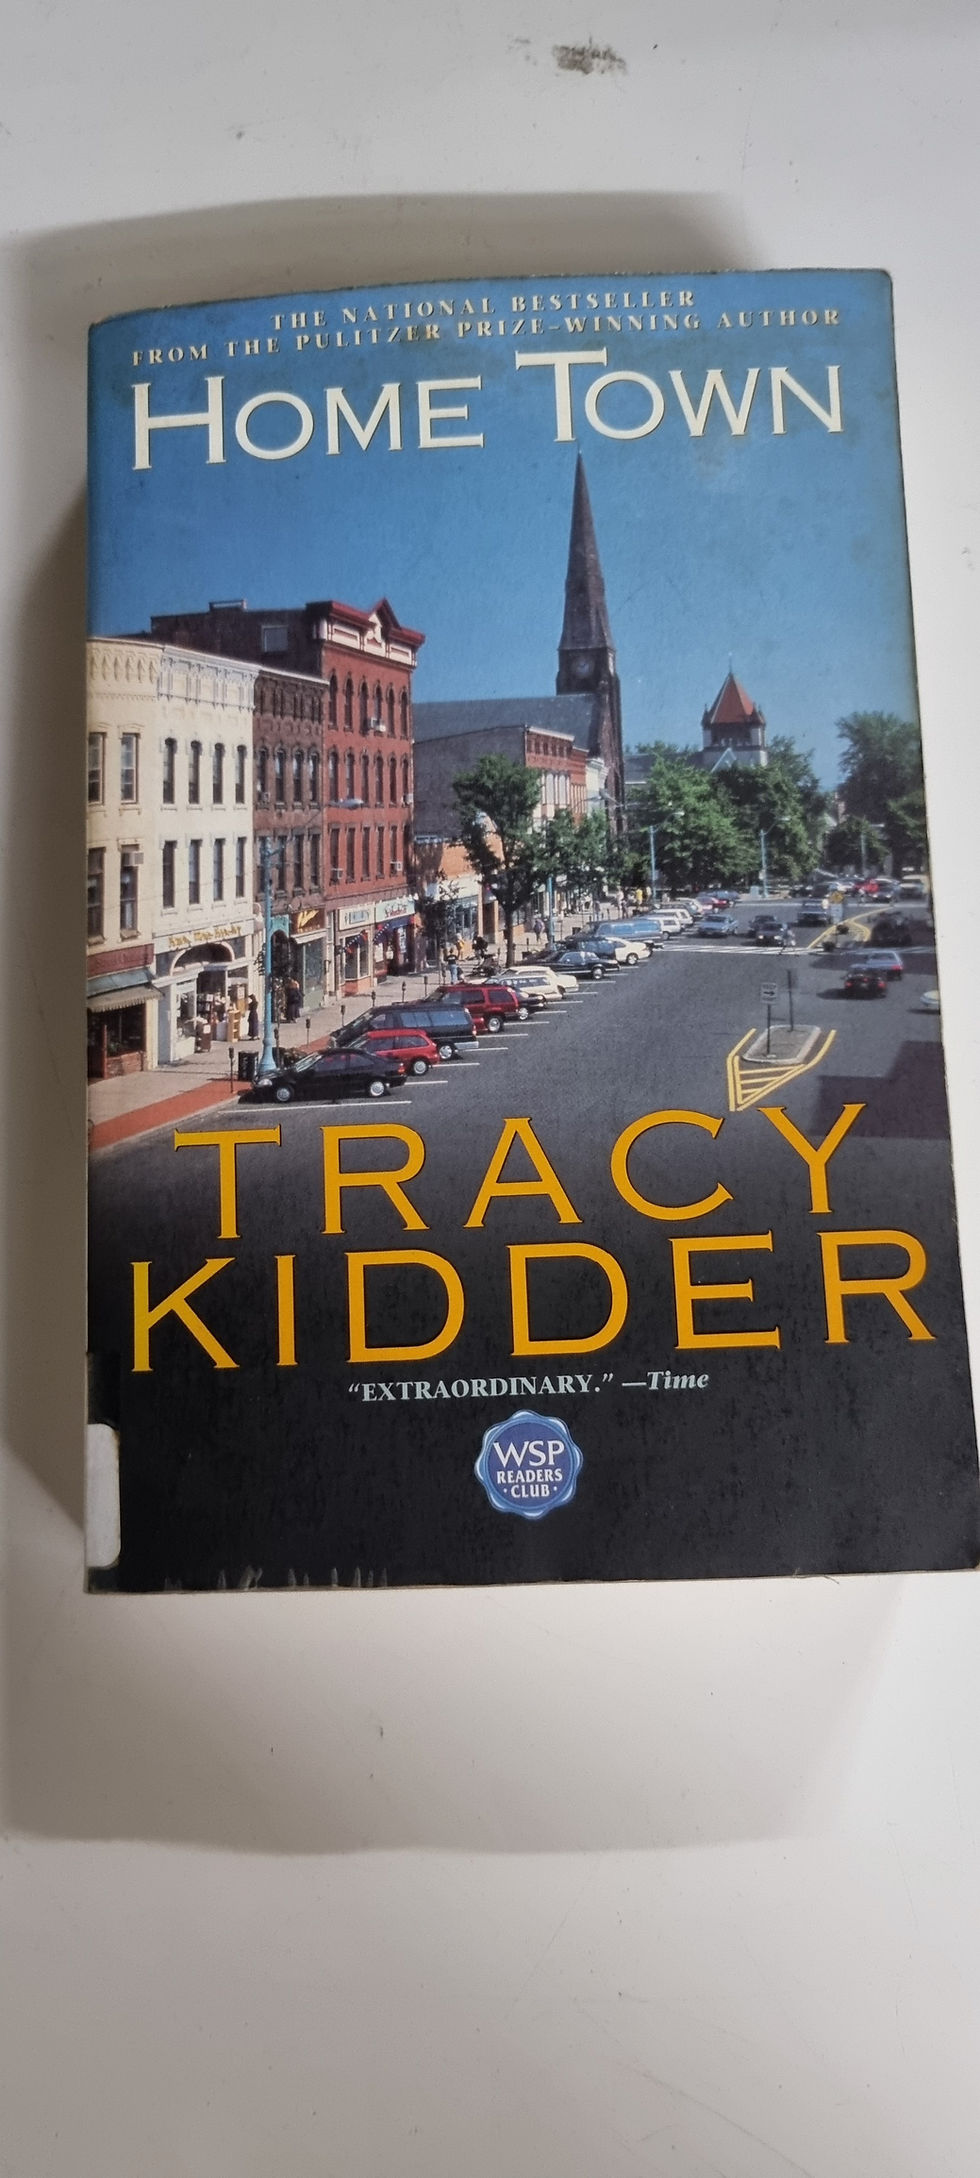 THE NATIONAL BESTSELLER
FROM THE PULITZER PRIZE-WINNING AUTHOR
HOME TOWN
TRACY
KIDDER
“EXTRAORDINARY.” —Time
WSP
READERS
·CLUB·